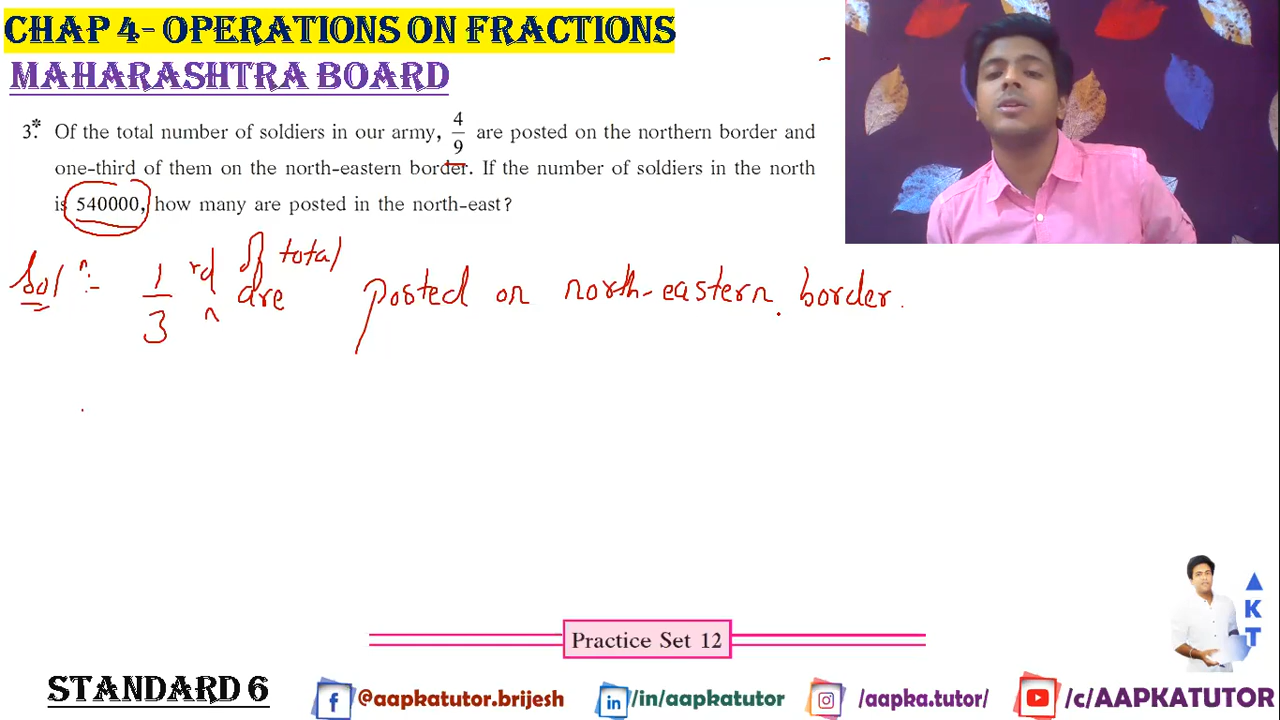 CHAP 4- OPERATIONS ON FRACTIONS
MAHARASHTRA BOARD
3*. Of the total number of soldiers in our army, 4/9 are posted on the northern border and
one-third of them on the north-eastern border. If the number of soldiers in the north
is 540000, how many are posted in the north-east?
of total
Solⁿ :- 1/3 rd are posted on north-eastern border.
Practice Set 12
AKT
STANDARD 6
@aapkatutor.brijesh
/in/aapkatutor
/aapka.tutor/
/c/AAPKATUTOR